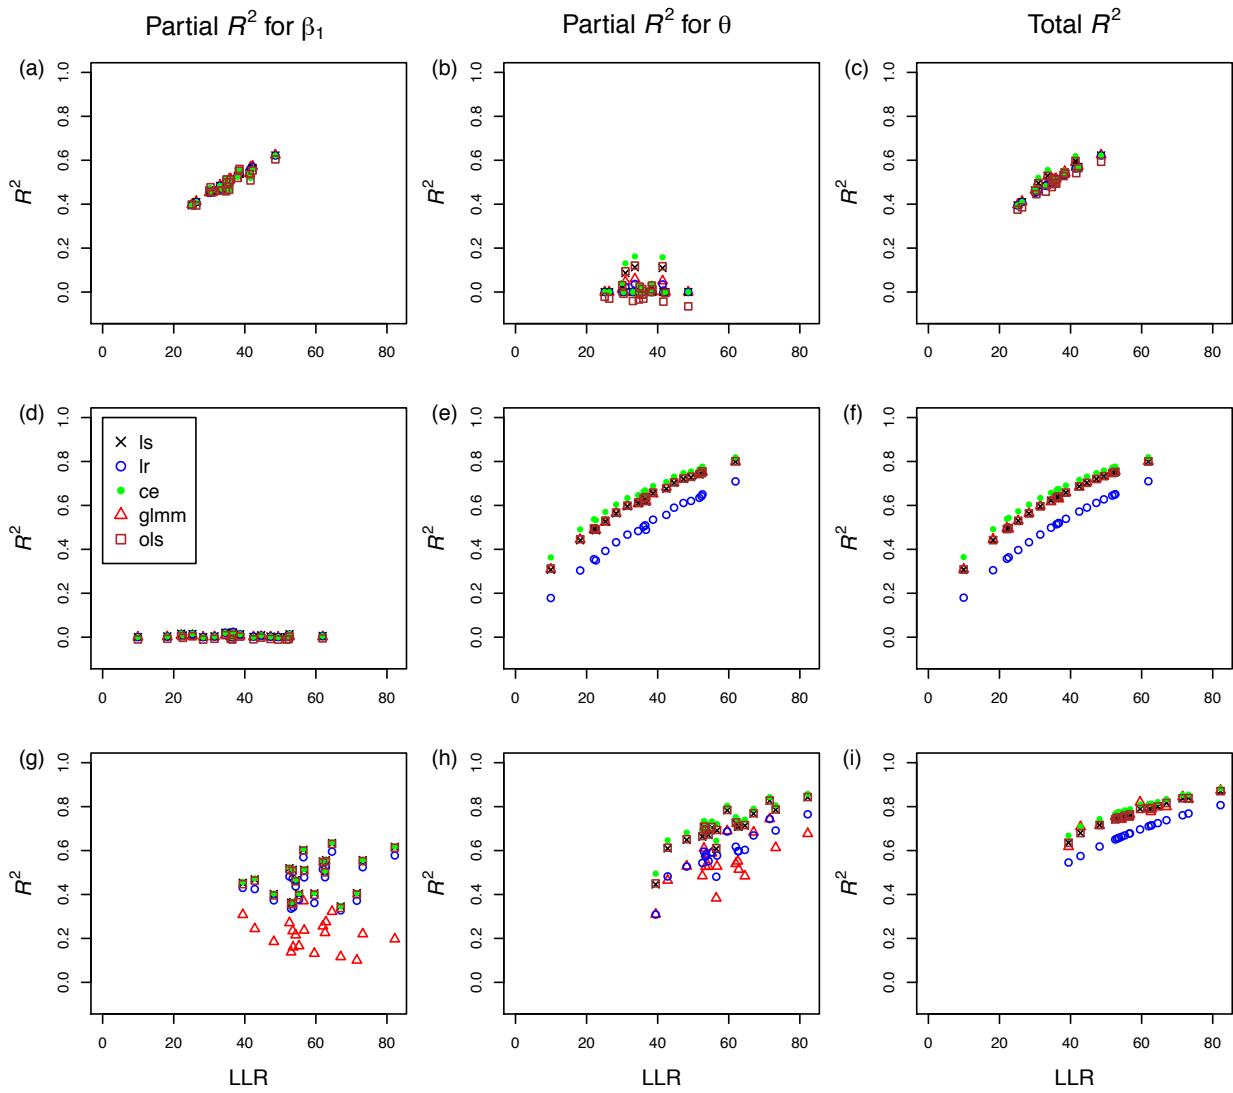 Partial R² for β₁ Partial R² for θ Total R²
(a) (b) (c)
R² R² R²
1.0 1.0 1.0
0.8 0.8 0.8
0.6 0.6 0.6
0.4 0.4 0.4
0.2 0.2 0.2
0.0 0.0 0.0
0 20 40 60 80 0 20 40 60 80 0 20 40 60 80
(d) (e) (f)
R² R² R²
1.0 1.0 1.0
0.8 0.8 0.8
0.6 0.6 0.6
0.4 0.4 0.4
0.2 0.2 0.2
0.0 0.0 0.0
ls
lr
ce
glmm
ols
0 20 40 60 80 0 20 40 60 80 0 20 40 60 80
(g) (h) (i)
R² R² R²
1.0 1.0 1.0
0.8 0.8 0.8
0.6 0.6 0.6
0.4 0.4 0.4
0.2 0.2 0.2
0.0 0.0 0.0
0 20 40 60 80 0 20 40 60 80 0 20 40 60 80
LLR LLR LLR